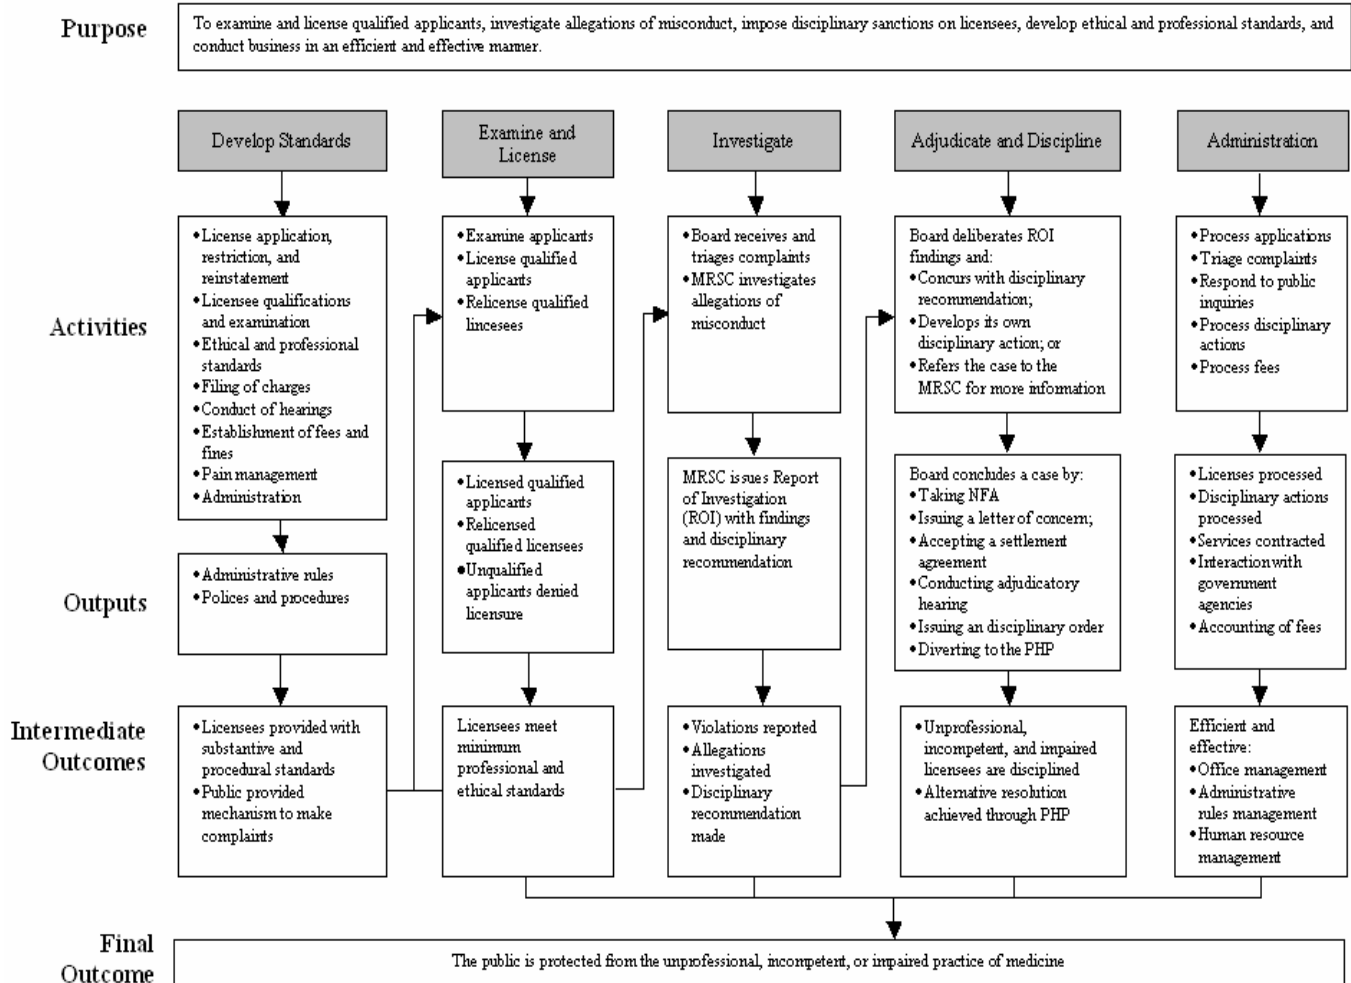 Purpose
To examine and license qualified applicants, investigate allegations of misconduct, impose disciplinary sanctions on licensees, develop ethical and professional standards, and
conduct business in an efficient and effective manner.
Develop Standards
Examine and
License
Investigate
Adjudicate and Discipline
Administration
Activities
•License application,
restriction, and
reinstatement
•Licensee qualifications
and examination
•Ethical and professional
standards
•Filing of charges
•Conduct of hearings
•Establishment of fees and
fines
•Pain management
•Administration
•Examine applicants
•License qualified
applicants
•Relicense qualified
lincesees
•Board receives and
triages complaints
•MRSC investigates
allegations of
misconduct
Board deliberates ROI
findings and:
•Concurs with disciplinary
recommendation;
•Develops its own
disciplinary action; or
•Refers the case to the
MRSC for more information
•Process applications
•Triage complaints
•Respond to public
inquiries
•Process disciplinary
actions
•Process fees
Outputs
•Administrative rules
•Polices and procedures
•Licensed qualified
applicants
•Relicensed
qualified licensees
•Unqualified
applicants denied
licensure
MRSC issues Report
of Investigation
(ROI) with findings
and disciplinary
recommendation
Board concludes a case by:
•Taking NFA
•Issuing a letter of concern;
•Accepting a settlement
agreement
•Conducting adjudicatory
hearing
•Issuing an disciplinary order
•Diverting to the PHP
•Licenses processed
•Disciplinary actions
processed
•Services contracted
•Interaction with
government
agencies
•Accounting of fees
Intermediate
Outcomes
•Licensees provided with
substantive and
procedural standards
•Public provided
mechanism to make
complaints
Licensees meet
minimum
professional and
ethical standards
•Violations reported
•Allegations
investigated
•Disciplinary
recommendation
made
•Unprofessional,
incompetent, and impaired
licensees are disciplined
•Alternative resolution
achieved through PHP
Efficient and
effective:
•Office management
•Administrative
rules management
•Human resource
management
Final
Outcome
The public is protected from the unprofessional, incompetent, or impaired practice of medicine